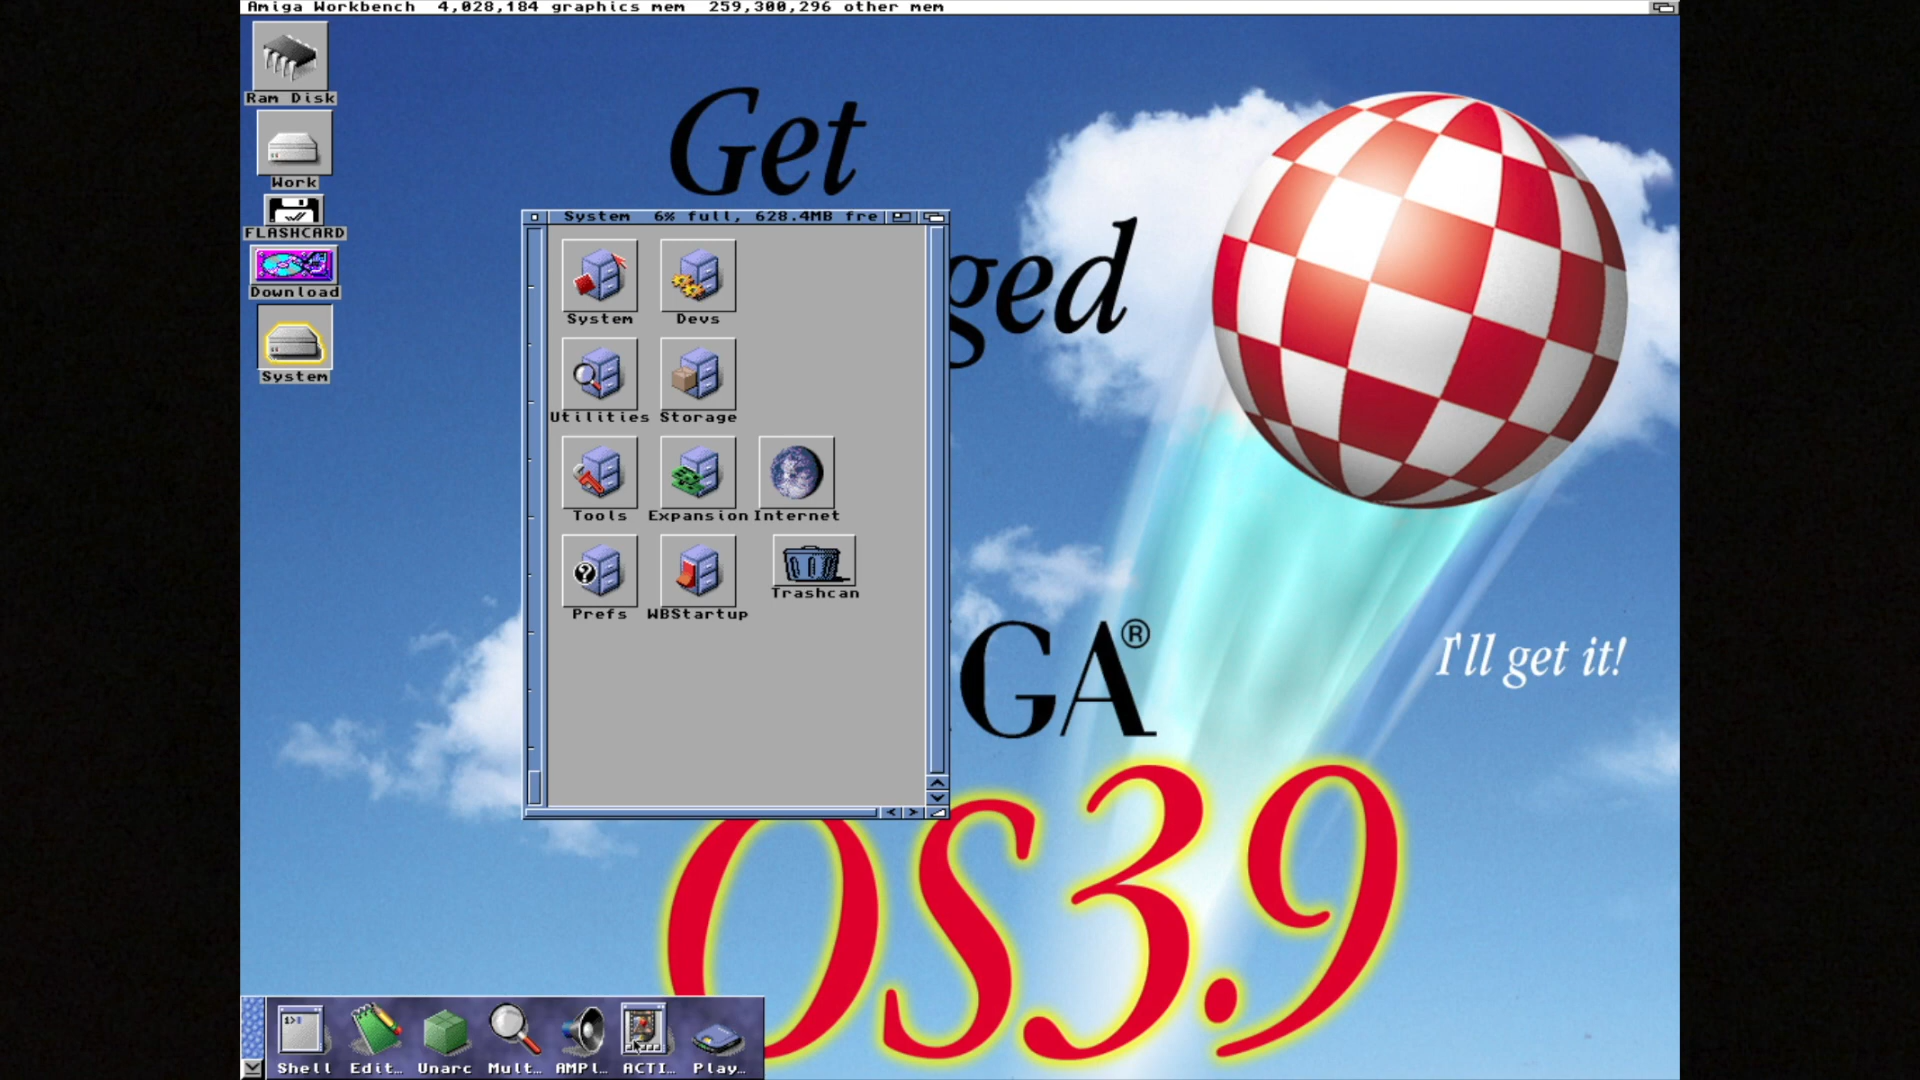 Amiga Workbench  4,028,184 graphics mem  259,300,296 other mem
Ram Disk
Work
FLASHCARD
Download
System
Get
ged
GA®
I'll get it!
OS3.9
System  6% full, 628.4MB fre
System Devs
Utilities Storage
Tools Expansion Internet
Prefs WBStartup Trashcan
1>
Shell Edit... Unarc Mult... AMPl... ACTI... Play...